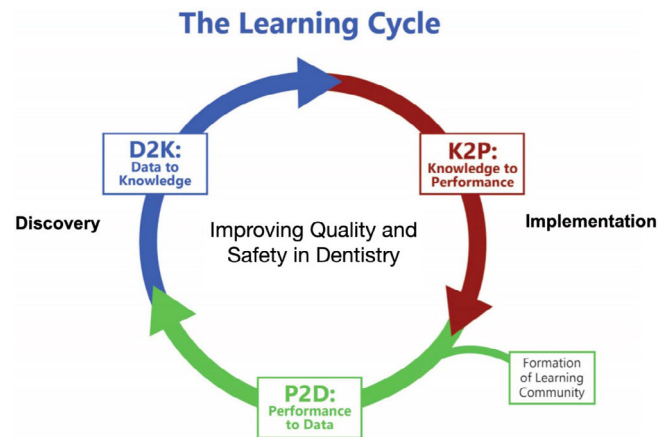 The Learning Cycle
D2K:
Data to
Knowledge
K2P:
Knowledge to
Performance
Discovery
Improving Quality and
Safety in Dentistry
Implementation
Formation
of Learning
Community
P2D:
Performance
to Data